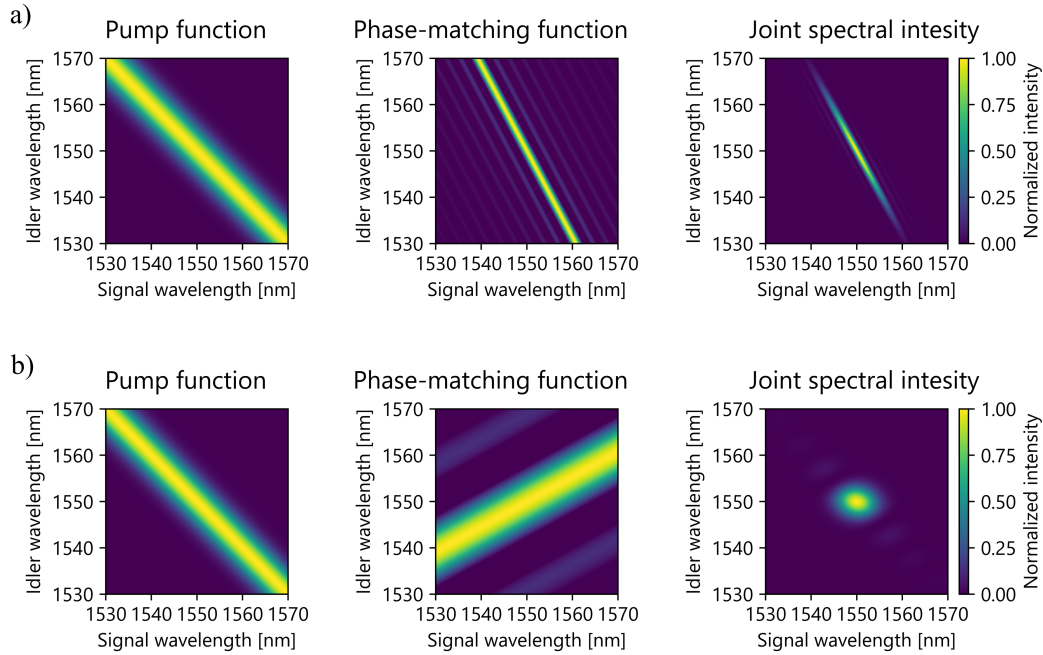 a)
Pump function
Phase-matching function
Joint spectral intesity
Idler wavelength [nm]
1570
1560
1550
1540
1530
1530 1540 1550 1560 1570
Signal wavelength [nm]
Idler wavelength [nm]
1570
1560
1550
1540
1530
1530 1540 1550 1560 1570
Signal wavelength [nm]
Idler wavelength [nm]
1570
1560
1550
1540
1530
1530 1540 1550 1560 1570
Signal wavelength [nm]
1.00
0.75
0.50
0.25
0.00
Normalized intensity
b)
Pump function
Phase-matching function
Joint spectral intesity
Idler wavelength [nm]
1570
1560
1550
1540
1530
1530 1540 1550 1560 1570
Signal wavelength [nm]
Idler wavelength [nm]
1570
1560
1550
1540
1530
1530 1540 1550 1560 1570
Signal wavelength [nm]
Idler wavelength [nm]
1570
1560
1550
1540
1530
1530 1540 1550 1560 1570
Signal wavelength [nm]
1.00
0.75
0.50
0.25
0.00
Normalized intensity